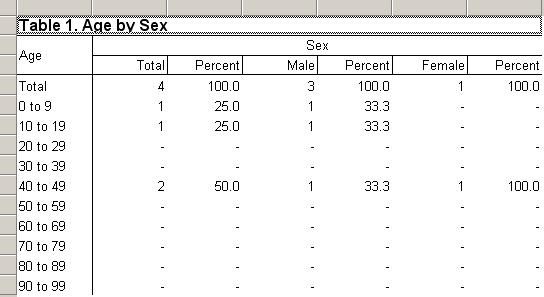 Table 1. Age by Sex
Age Sex
Total Percent Male Percent Female Percent
Total 4 100.0 3 100.0 1 100.0
0 to 9 1 25.0 1 33.3 - -
10 to 19 1 25.0 1 33.3 - -
20 to 29 - - - - - -
30 to 39 - - - - - -
40 to 49 2 50.0 1 33.3 1 100.0
50 to 59 - - - - - -
60 to 69 - - - - - -
70 to 79 - - - - - -
80 to 89 - - - - - -
90 to 99 - - - - - -